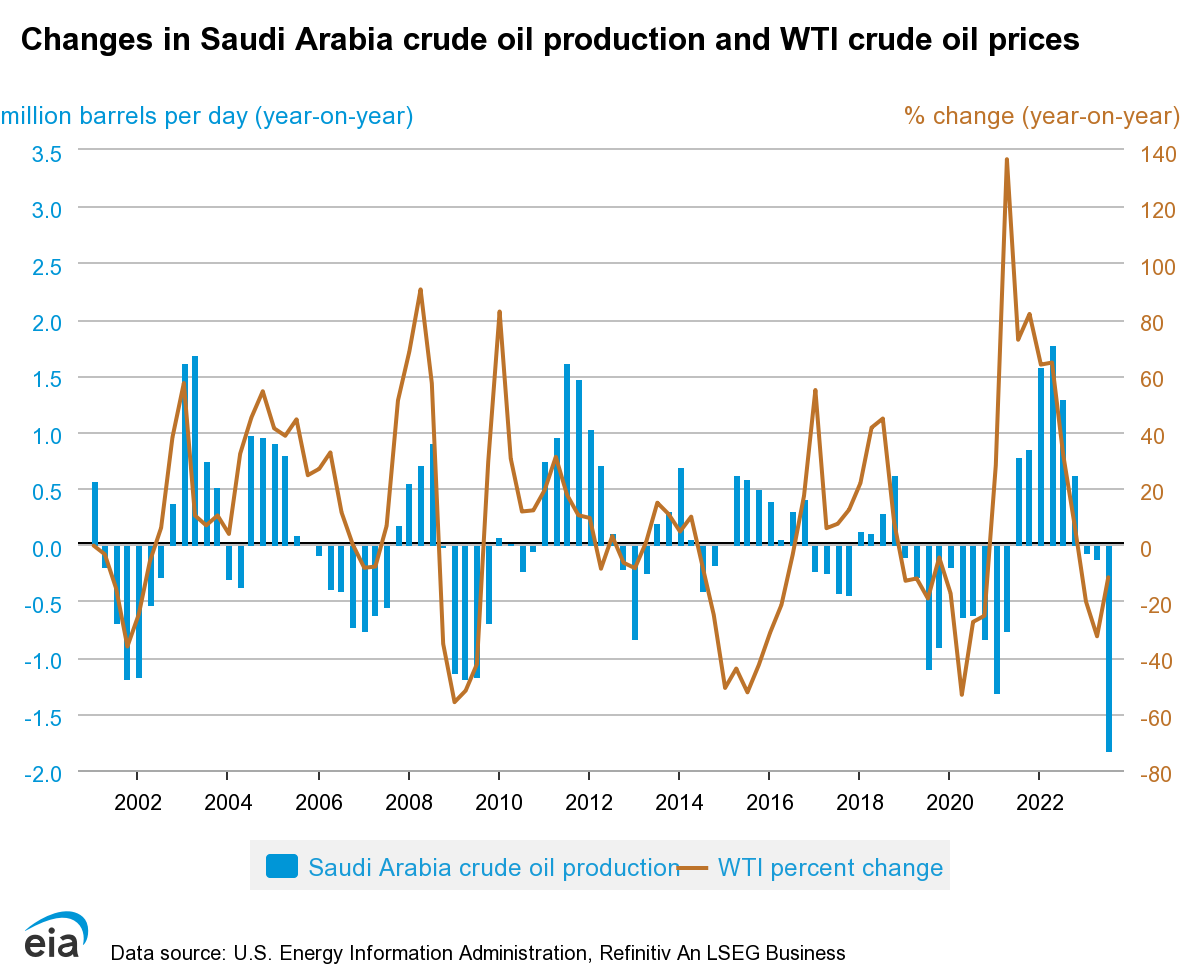 Changes in Saudi Arabia crude oil production and WTI crude oil prices
million barrels per day (year-on-year) % change (year-on-year)
3.5 140
3.0 120
2.5 100
2.0 80
1.5 60
1.0 40
0.5 20
0.0 0
-0.5 -20
-1.0 -40
-1.5 -60
-2.0 -80
2002 2004 2006 2008 2010 2012 2014 2016 2018 2020 2022
Saudi Arabia crude oil production WTI percent change
eia Data source: U.S. Energy Information Administration, Refinitiv An LSEG Business